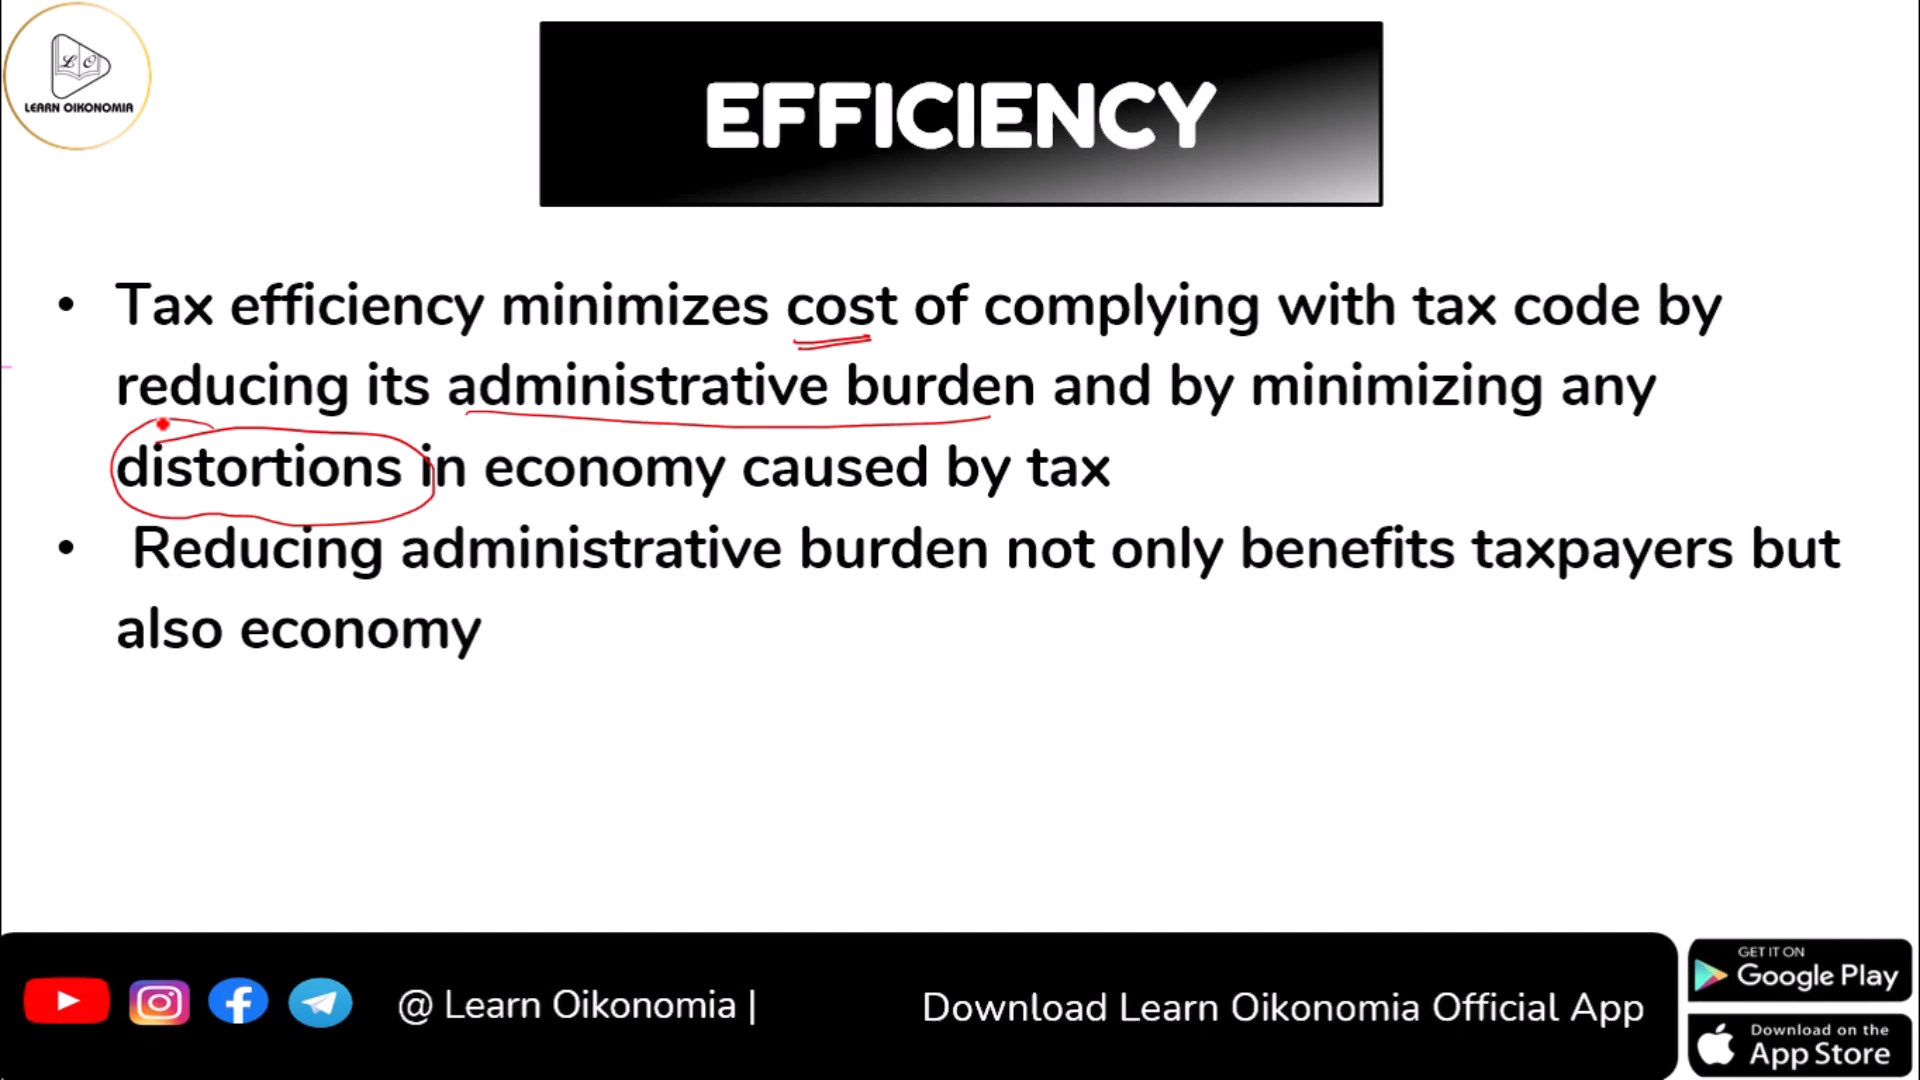 LO
LEARN OIKONOMIA
EFFICIENCY
• Tax efficiency minimizes cost of complying with tax code by
reducing its administrative burden and by minimizing any
distortions in economy caused by tax
• Reducing administrative burden not only benefits taxpayers but
also economy
@ Learn Oikonomia |
Download Learn Oikonomia Official App
GET IT ON
Google Play
Download on the
App Store